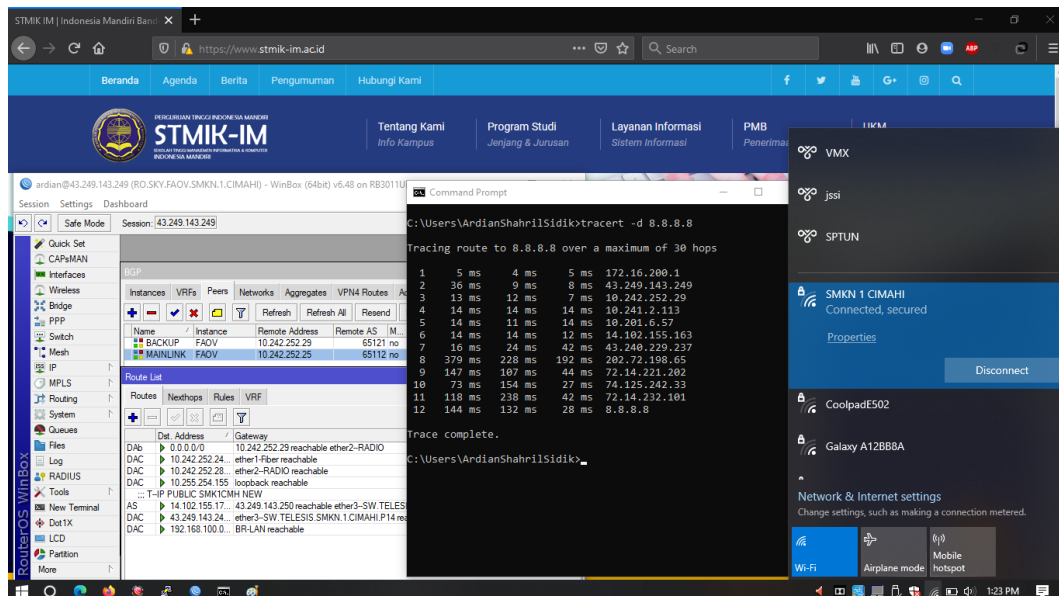 STMIK IM | Indonesia Mandiri Band
https://www.stmik-im.ac.id
Search
ABP
Beranda Agenda Berita Pengumuman Hubungi Kami
PERGURUAN TINGGI INDONESIA MANDIRI
STMIK-IM
INDONESIA MANDIRI
Tentang Kami Program Studi Layanan Informasi PMB UKM
Info Kampus Jenjang & Jurusan Sistem Informasi Penerimaa
ardian@43.249.143.249 (RO.SKY.FAOV.SMKN.1.CIMAHI) - WinBox (64bit) v6.48 on RB3011U
Session Settings Dashboard
Safe Mode Session: 43.249.143.249
RouterOS WinBox
Quick Set
CAPsMAN
Interfaces
Wireless
Bridge
PPP
Switch
Mesh
IP
MPLS
Routing
System
Queues
Files
Log
RADIUS
Tools
New Terminal
Dot1X
LCD
Partition
More
BGP
Instances VRFs Peers Networks Aggregates VPN4 Routes
Refresh Refresh All Resend
Name Instance Remote Address Remote AS M...
BACKUP FAOV 10.242.252.29 65121 no
MAINLINK FAOV 10.242.252.25 65112 no
Route List
Routes Nexthops Rules VRF
Dst. Address Gateway
DAb 0.0.0.0/0 10.242.252.29 reachable ether2--RADIO
DAC 10.242.252.24... ether1-Fiber reachable
DAC 10.242.252.28... ether2--RADIO reachable
DAC 10.255.254.155 loopback reachable
::: T--IP PUBLIC SMK1CMH NEW
AS 14.102.155.17... 43.249.143.250 reachable ether3--SW.TELESI
DAC 43.249.143.24... ether3--SW.TELESIS.SMKN.1.CIMAHI.P14 rea
DAC 192.168.100.0... BR-LAN reachable
Command Prompt
C:\Users\ArdianShahrilSidik>tracert -d 8.8.8.8
Tracing route to 8.8.8.8 over a maximum of 30 hops
1 5 ms 4 ms 5 ms 172.16.200.1
2 36 ms 9 ms 8 ms 43.249.143.249
3 13 ms 12 ms 7 ms 10.242.252.29
4 14 ms 14 ms 14 ms 10.241.2.113
5 14 ms 11 ms 14 ms 10.201.6.57
6 14 ms 14 ms 12 ms 14.102.155.163
7 16 ms 24 ms 42 ms 43.240.229.237
8 379 ms 228 ms 192 ms 202.72.198.65
9 147 ms 107 ms 44 ms 72.14.221.202
10 73 ms 154 ms 27 ms 74.125.242.33
11 118 ms 238 ms 42 ms 72.14.232.101
12 144 ms 132 ms 28 ms 8.8.8.8
Trace complete.
C:\Users\ArdianShahrilSidik>
VMX
jssi
SPTUN
SMKN 1 CIMAHI
Connected, secured
Properties
Disconnect
CoolpadE502
Galaxy A12BB8A
Network & Internet settings
Change settings, such as making a connection metered.
Wi-Fi
Airplane mode
Mobile
hotspot
1:23 PM